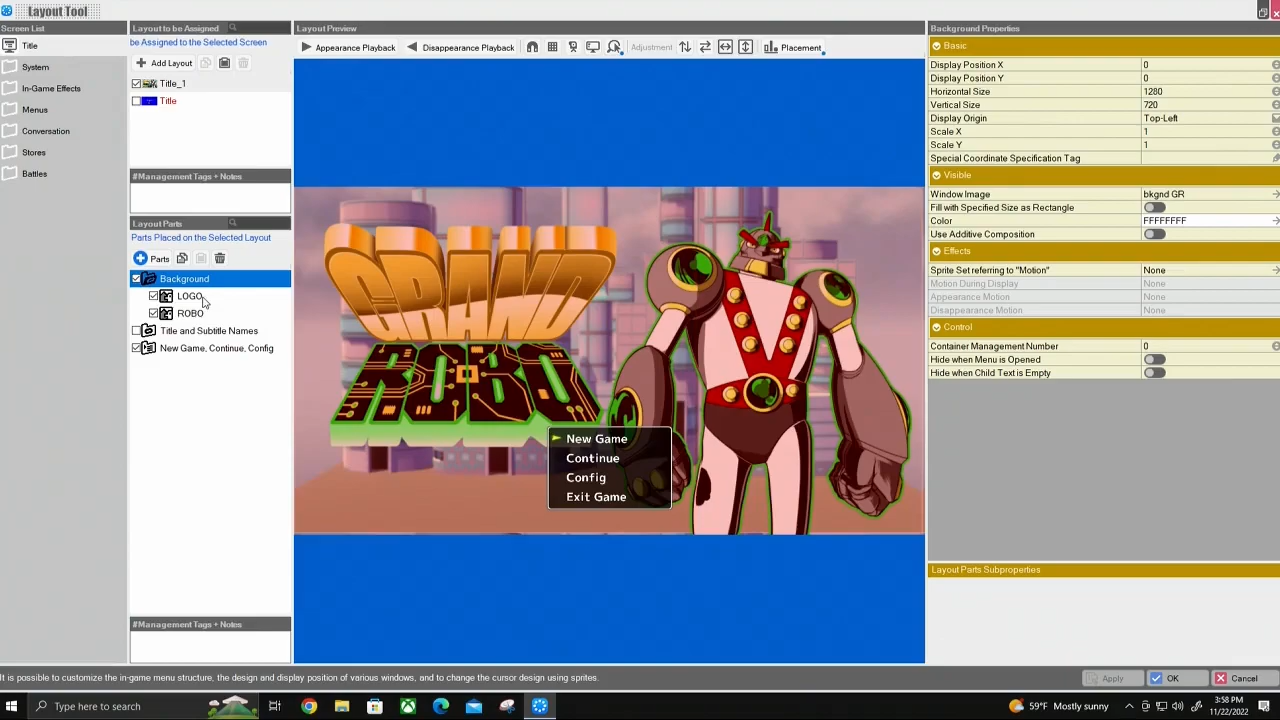 Layout Tool
Screen List
Title
System
In-Game Effects
Menus
Conversation
Stores
Battles
Layout to be Assigned
be Assigned to the Selected Screen
Add Layout
Title_1
Title
#Management Tags + Notes
Layout Parts
Parts Placed on the Selected Layout
Parts
Background
LOGO
ROBO
Title and Subtitle Names
New Game, Continue, Config
#Management Tags + Notes
Layout Preview
Appearance Playback
Disappearance Playback
Adjustment
Placement
GRAND
ROBO
New Game
Continue
Config
Exit Game
Background Properties
Basic
Display Position X 0
Display Position Y 0
Horizontal Size 1280
Vertical Size 720
Display Origin Top-Left
Scale X 1
Scale Y 1
Special Coordinate Specification Tag
Visible
Window Image bkgnd GR
Fill with Specified Size as Rectangle
Color FFFFFFFF
Use Additive Composition
Effects
Sprite Set referring to "Motion" None
Motion During Display None
Appearance Motion None
Disappearance Motion None
Control
Container Management Number 0
Hide when Menu is Opened
Hide when Child Text is Empty
Layout Parts Subproperties
It is possible to customize the in-game menu structure, the design and display position of various windows, and to change the cursor design using sprites.
Apply
OK
Cancel
Type here to search
59°F Mostly sunny
3:58 PM
11/22/2022